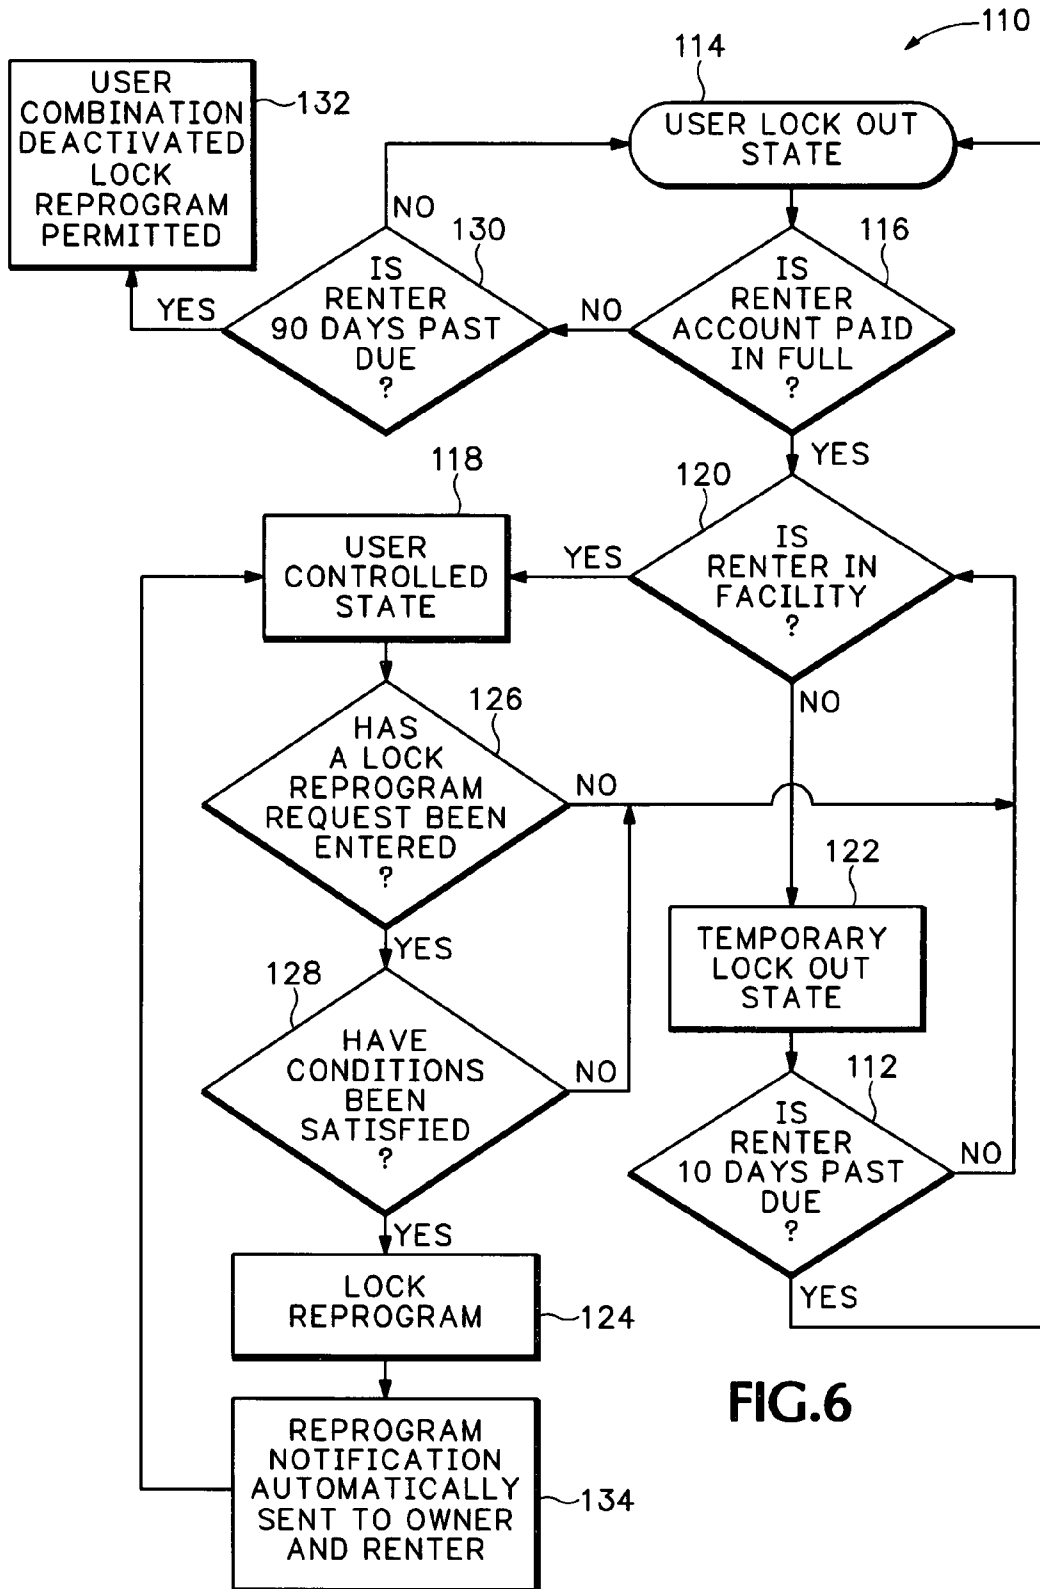 110
114
USER LOCK OUT
STATE
USER
COMBINATION
DEACTIVATED
LOCK
REPROGRAM
PERMITTED
132
NO
130
IS
RENTER
90 DAYS PAST
DUE
?
YES
NO
116
IS
RENTER
ACCOUNT PAID
IN FULL
?
YES
118
USER
CONTROLLED
STATE
YES
120
IS
RENTER IN
FACILITY
?
NO
126
HAS
A LOCK
REPROGRAM
REQUEST BEEN
ENTERED
?
NO
YES
122
TEMPORARY
LOCK OUT
STATE
128
HAVE
CONDITIONS
BEEN
SATISFIED
?
NO
YES
112
IS
RENTER
10 DAYS PAST
DUE
?
NO
YES
LOCK
REPROGRAM
124
REPROGRAM
NOTIFICATION
AUTOMATICALLY
SENT TO OWNER
AND RENTER
134
FIG.6